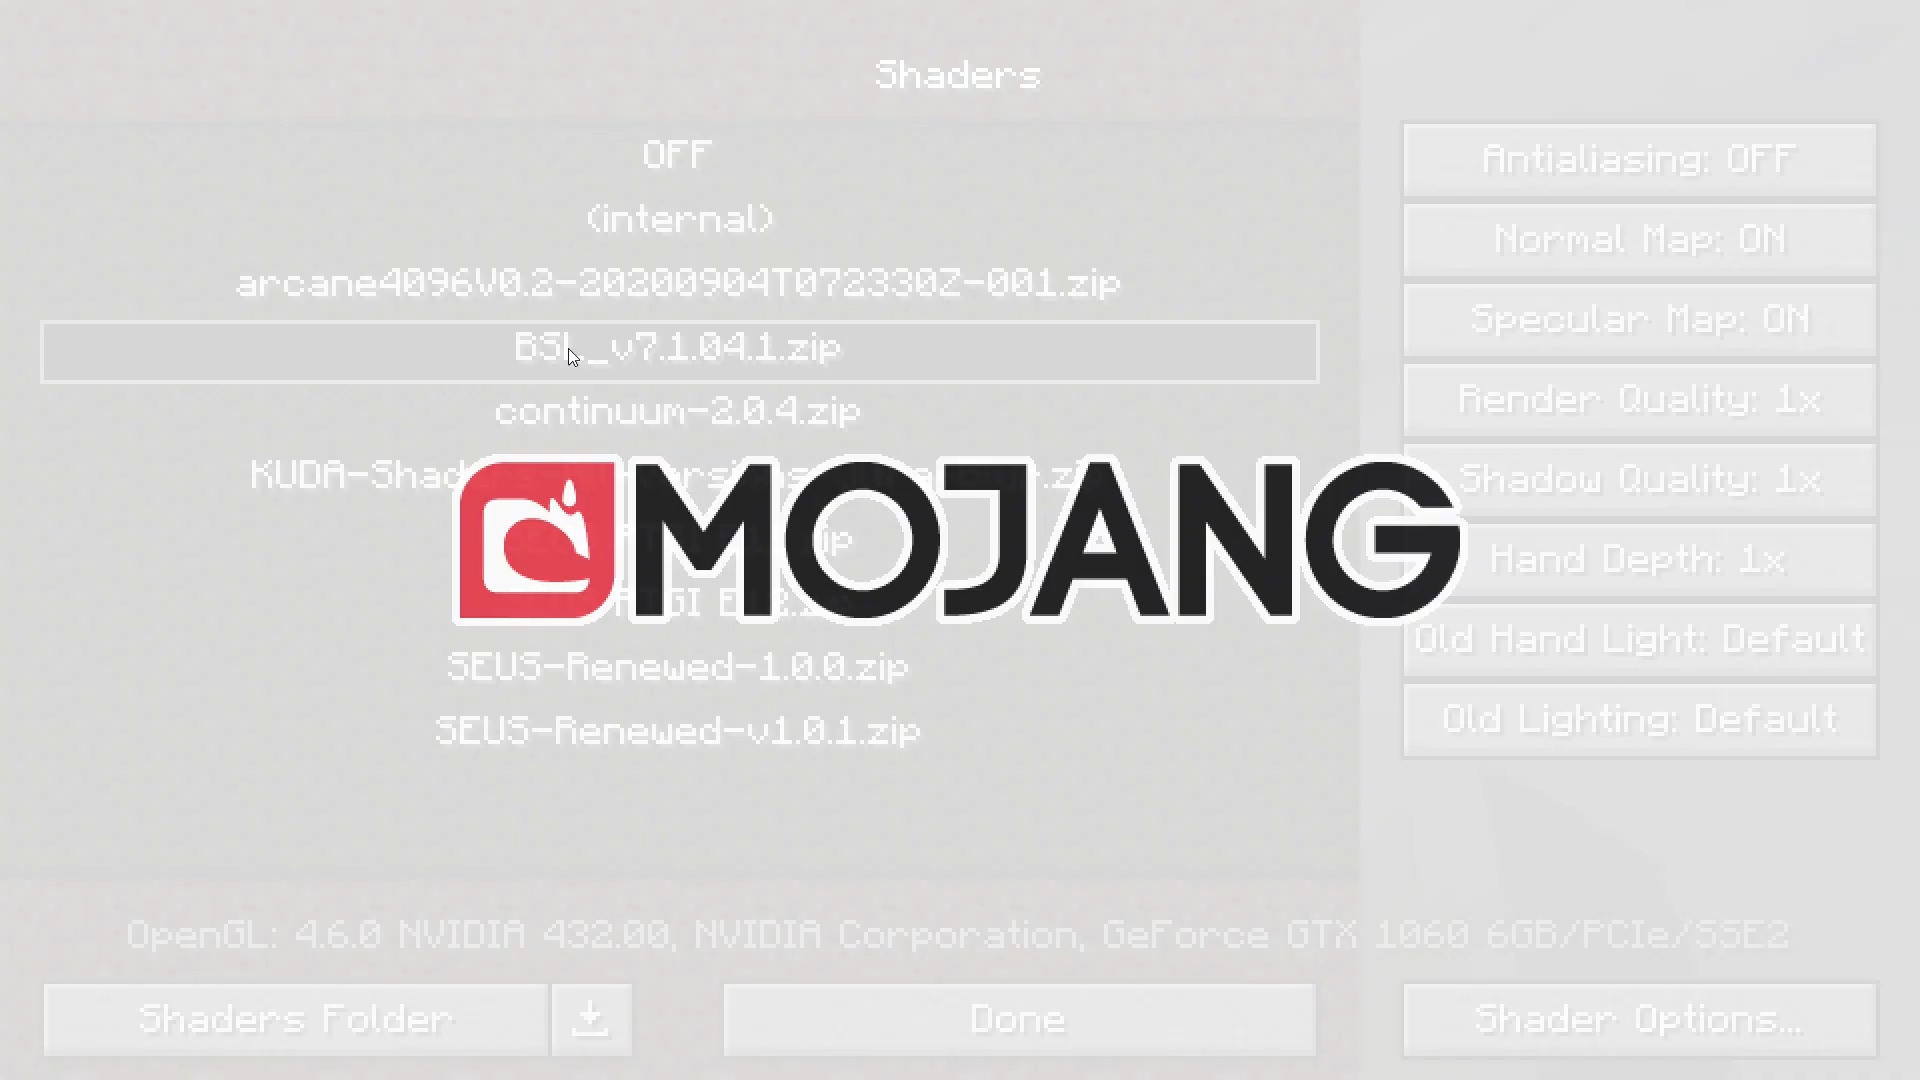 Shaders
OFF
(internal)
arcane4096V0.2-20200904T072330Z-001.zip
BSL_v7.1.04.1.zip
continuum-2.0.4.zip
SEUS-Renewed-1.0.0.zip
SEUS-Renewed-v1.0.1.zip
MOJANG
Antialiasing: OFF
Normal Map: ON
Specular Map: ON
Render Quality: 1x
Shadow Quality: 1x
Hand Depth: 1x
Old Hand Light: Default
Old Lighting: Default
OpenGL: 4.6.0 NVIDIA 432.00, NVIDIA Corporation, GeForce GTX 1060 6GB/PCIe/SSE2
Shaders Folder
Done
Shader Options...